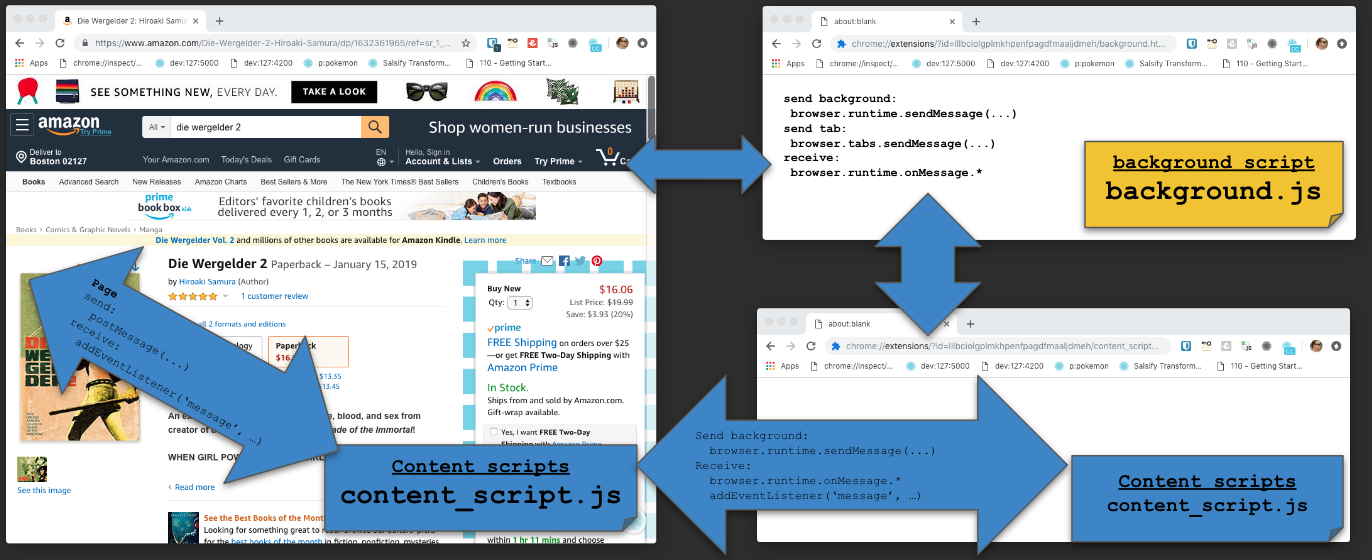 Die Wergelder 2: Hiroaki Samu
https://www.amazon.com/Die-Wergelder-2-Hiroaki-Samura/dp/1632361965/ref=sr_1_...
Apps
chrome://inspect/...
dev:127:5000
dev:127:4200
p:pokemon
Salsify Transform...
110 - Getting Start...
SEE SOMETHING NEW, EVERY DAY.
TAKE A LOOK
amazon
Try Prime
All
die wergelder 2
Shop women-run businesses
Deliver to
Boston 02127
Your Amazon.com
Today's Deals
Gift Cards
EN
Hello, Sign in
Account & Lists
Orders
Try Prime
0
Books
Advanced Search
New Releases
Amazon Charts
Best Sellers & More
The New York Times® Best Sellers
Children's Books
Textbooks
prime
book box kids
Editors' favorite children's books
delivered every 1, 2, or 3 months
Books › Comics & Graphic Novels › Manga
Die Wergelder Vol. 2 and millions of other books are available for Amazon Kindle. Learn more
Die Wergelder 2 Paperback – January 15, 2019
by Hiroaki Samura (Author)
1 customer review
all 2 formats and editions
Paperback
$16.
$13.35
$13.45
blood, and sex from
creator of
ade of the Immortal!
WHEN GIRL POW
Read more
See this image
See the Best Books of the Mont
Looking for something great to
for the best books of the month in fiction, nonfiction, mysteries
Share
Buy New
$16.06
Qty: 1
List Price: $19.99
Save: $3.93 (20%)
prime
FREE Shipping on orders over $25
—or get FREE Two-Day Shipping with
Amazon Prime
In Stock.
Ships from and sold by Amazon.com.
Gift-wrap available.
Yes, I want FREE Two-Day
Shipping with Amazon Prime
within 1 hr 11 mins and choose
Page
send:
postMessage(...)
receive:
addEventListener(‘message’, …)
Content scripts
content_script.js
about:blank
chrome://extensions/?id=lllbciolgplmkhpenfpagdfmaaljdmeh/background.ht...
Apps
chrome://inspect/...
dev:127:5000
dev:127:4200
p:pokemon
Salsify Transform...
110 - Getting Start...
send background:
browser.runtime.sendMessage(...)
send tab:
browser.tabs.sendMessage(...)
receive:
browser.runtime.onMessage.*
background script
background.js
about:blank
chrome://extensions/?id=lllbciolgplmkhpenfpagdfmaaljdmeh/content_script...
Apps
chrome://inspect/...
dev:127:5000
dev:127:4200
p:pokemon
Salsify Transform...
110 - Getting Start...
Send background:
browser.runtime.sendMessage(...)
Receive:
browser.runtime.onMessage.*
addEventListener(‘message’, …)
Content scripts
content_script.js